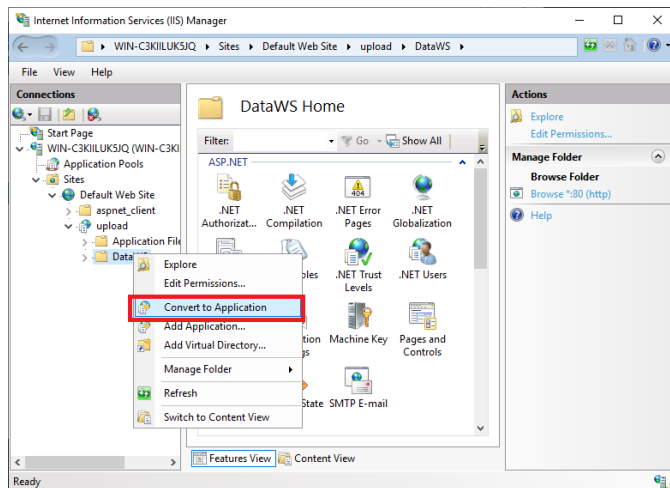 Internet Information Services (IIS) Manager
WIN-C3KIILUK5JQ
Sites
Default Web Site
upload
DataWS
File View Help
Connections
Start Page
WIN-C3KIILUK5JQ (WIN-C3KI
Application Pools
Sites
Default Web Site
aspnet_client
upload
Application File
Data
Explore
Edit Permissions...
Convert to Application
Add Application...
Add Virtual Directory...
Manage Folder
Refresh
Switch to Content View
DataWS Home
Filter: Go Show All
ASP.NET
.NET Authorizat...
.NET Compilation
404
.NET Error Pages
.NET Globalization
.NET Trust Levels
.NET Users
Machine Key
Pages and Controls
State
SMTP E-mail
Features View
Content View
Actions
Explore
Edit Permissions...
Manage Folder
Browse Folder
Browse *:80 (http)
Help
Ready